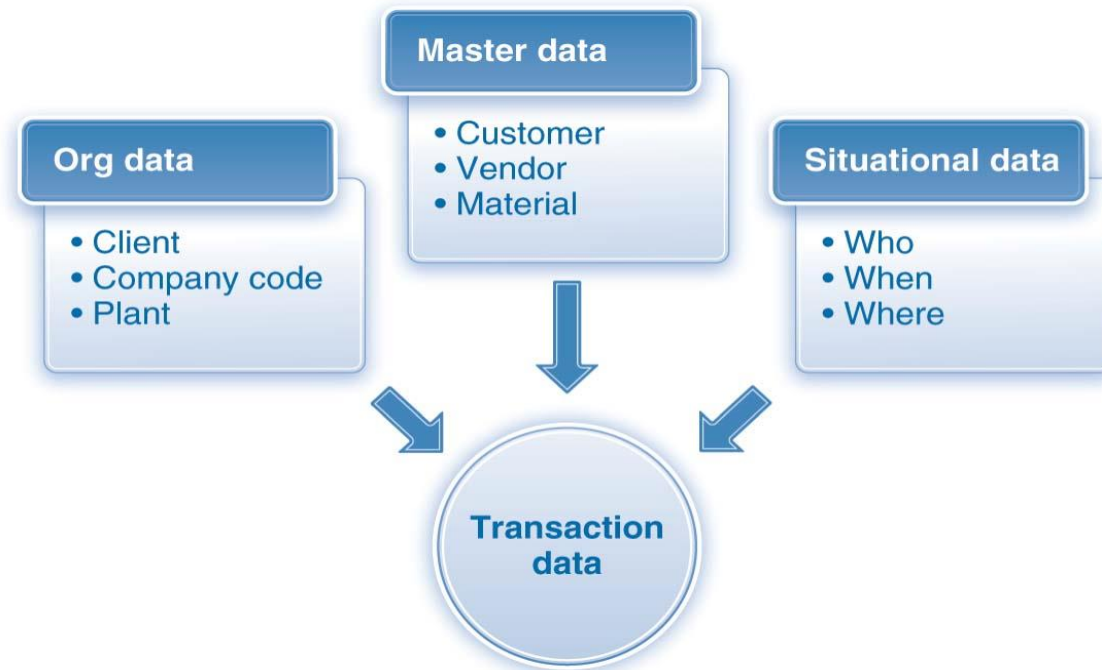 Master data
• Customer
• Vendor
• Material
Org data
• Client
• Company code
• Plant
Situational data
• Who
• When
• Where
Transaction
data